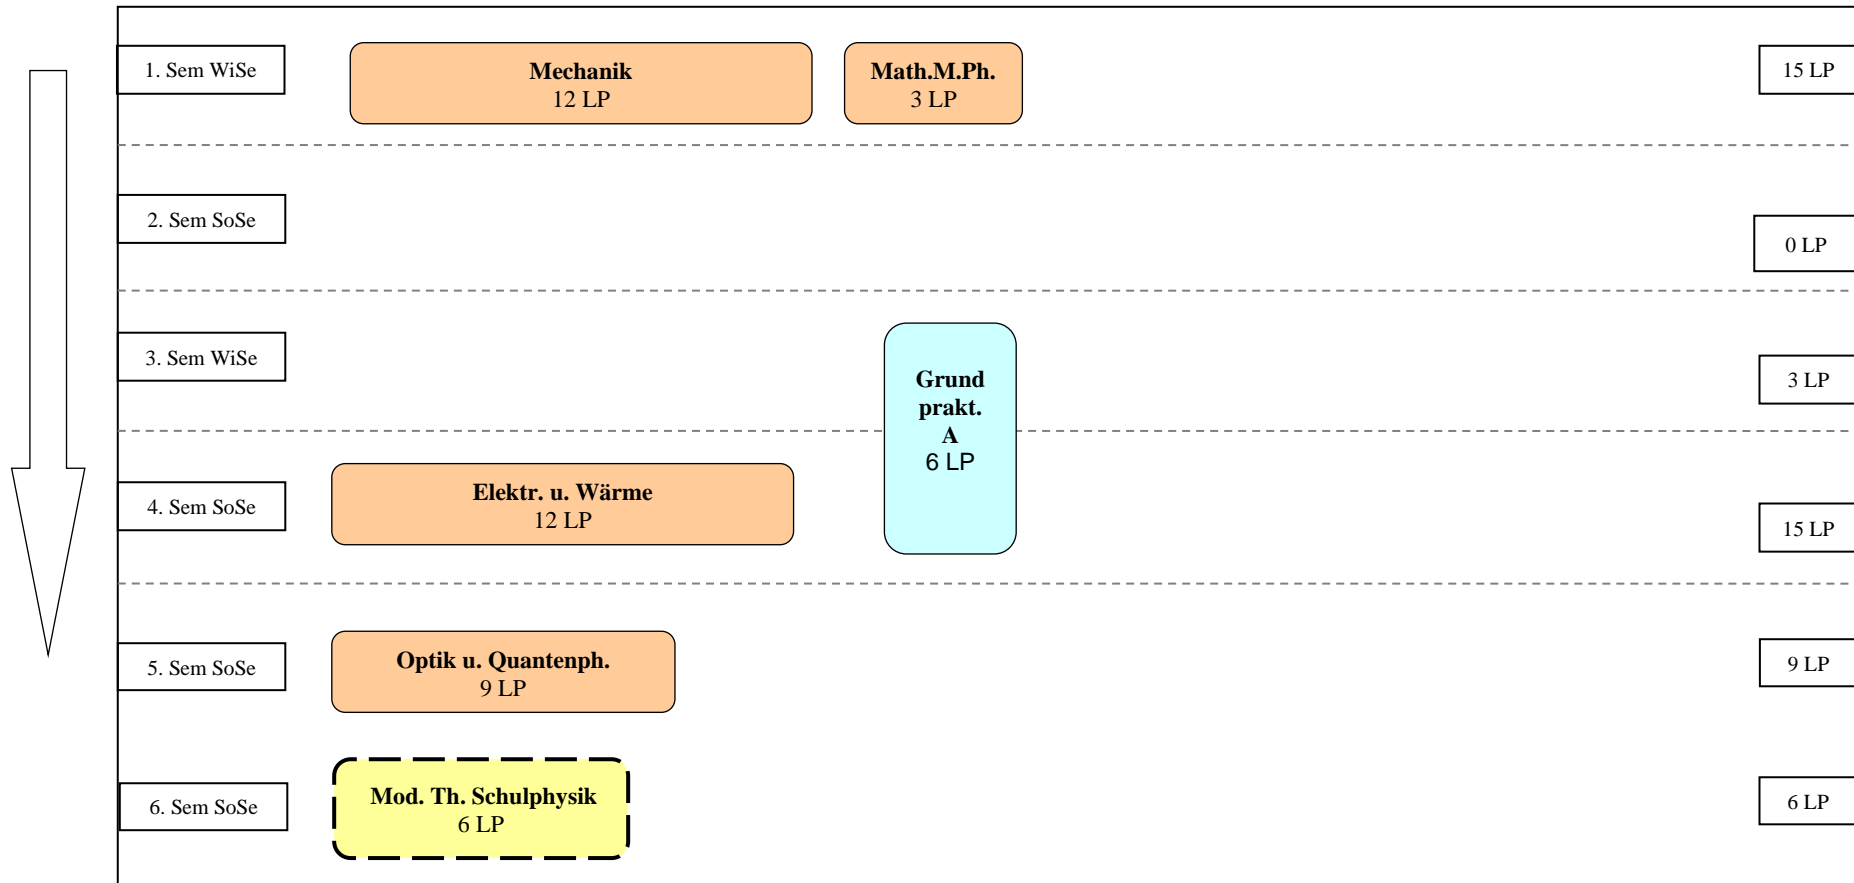 1. Sem WiSe
Mechanik
12 LP
Math.M.Ph.
3 LP
15 LP
2. Sem SoSe
0 LP
3. Sem WiSe
Grund
prakt.
A
6 LP
3 LP
4. Sem SoSe
Elektr. u. Wärme
12 LP
15 LP
5. Sem SoSe
Optik u. Quantenph.
9 LP
9 LP
6. Sem SoSe
Mod. Th. Schulphysik
6 LP
6 LP